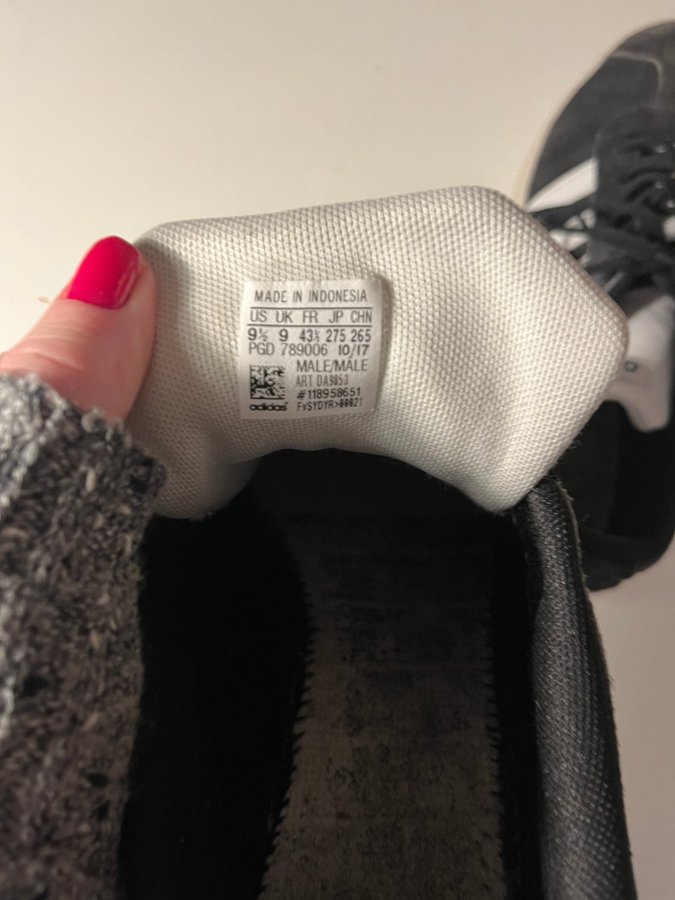 MADE IN INDONESIA
US UK FR JP CHN
9½ 9 43⅓ 275 265
PGD 789006 10/17
MALE/MALE
ART DA9853
#118958651
adidas